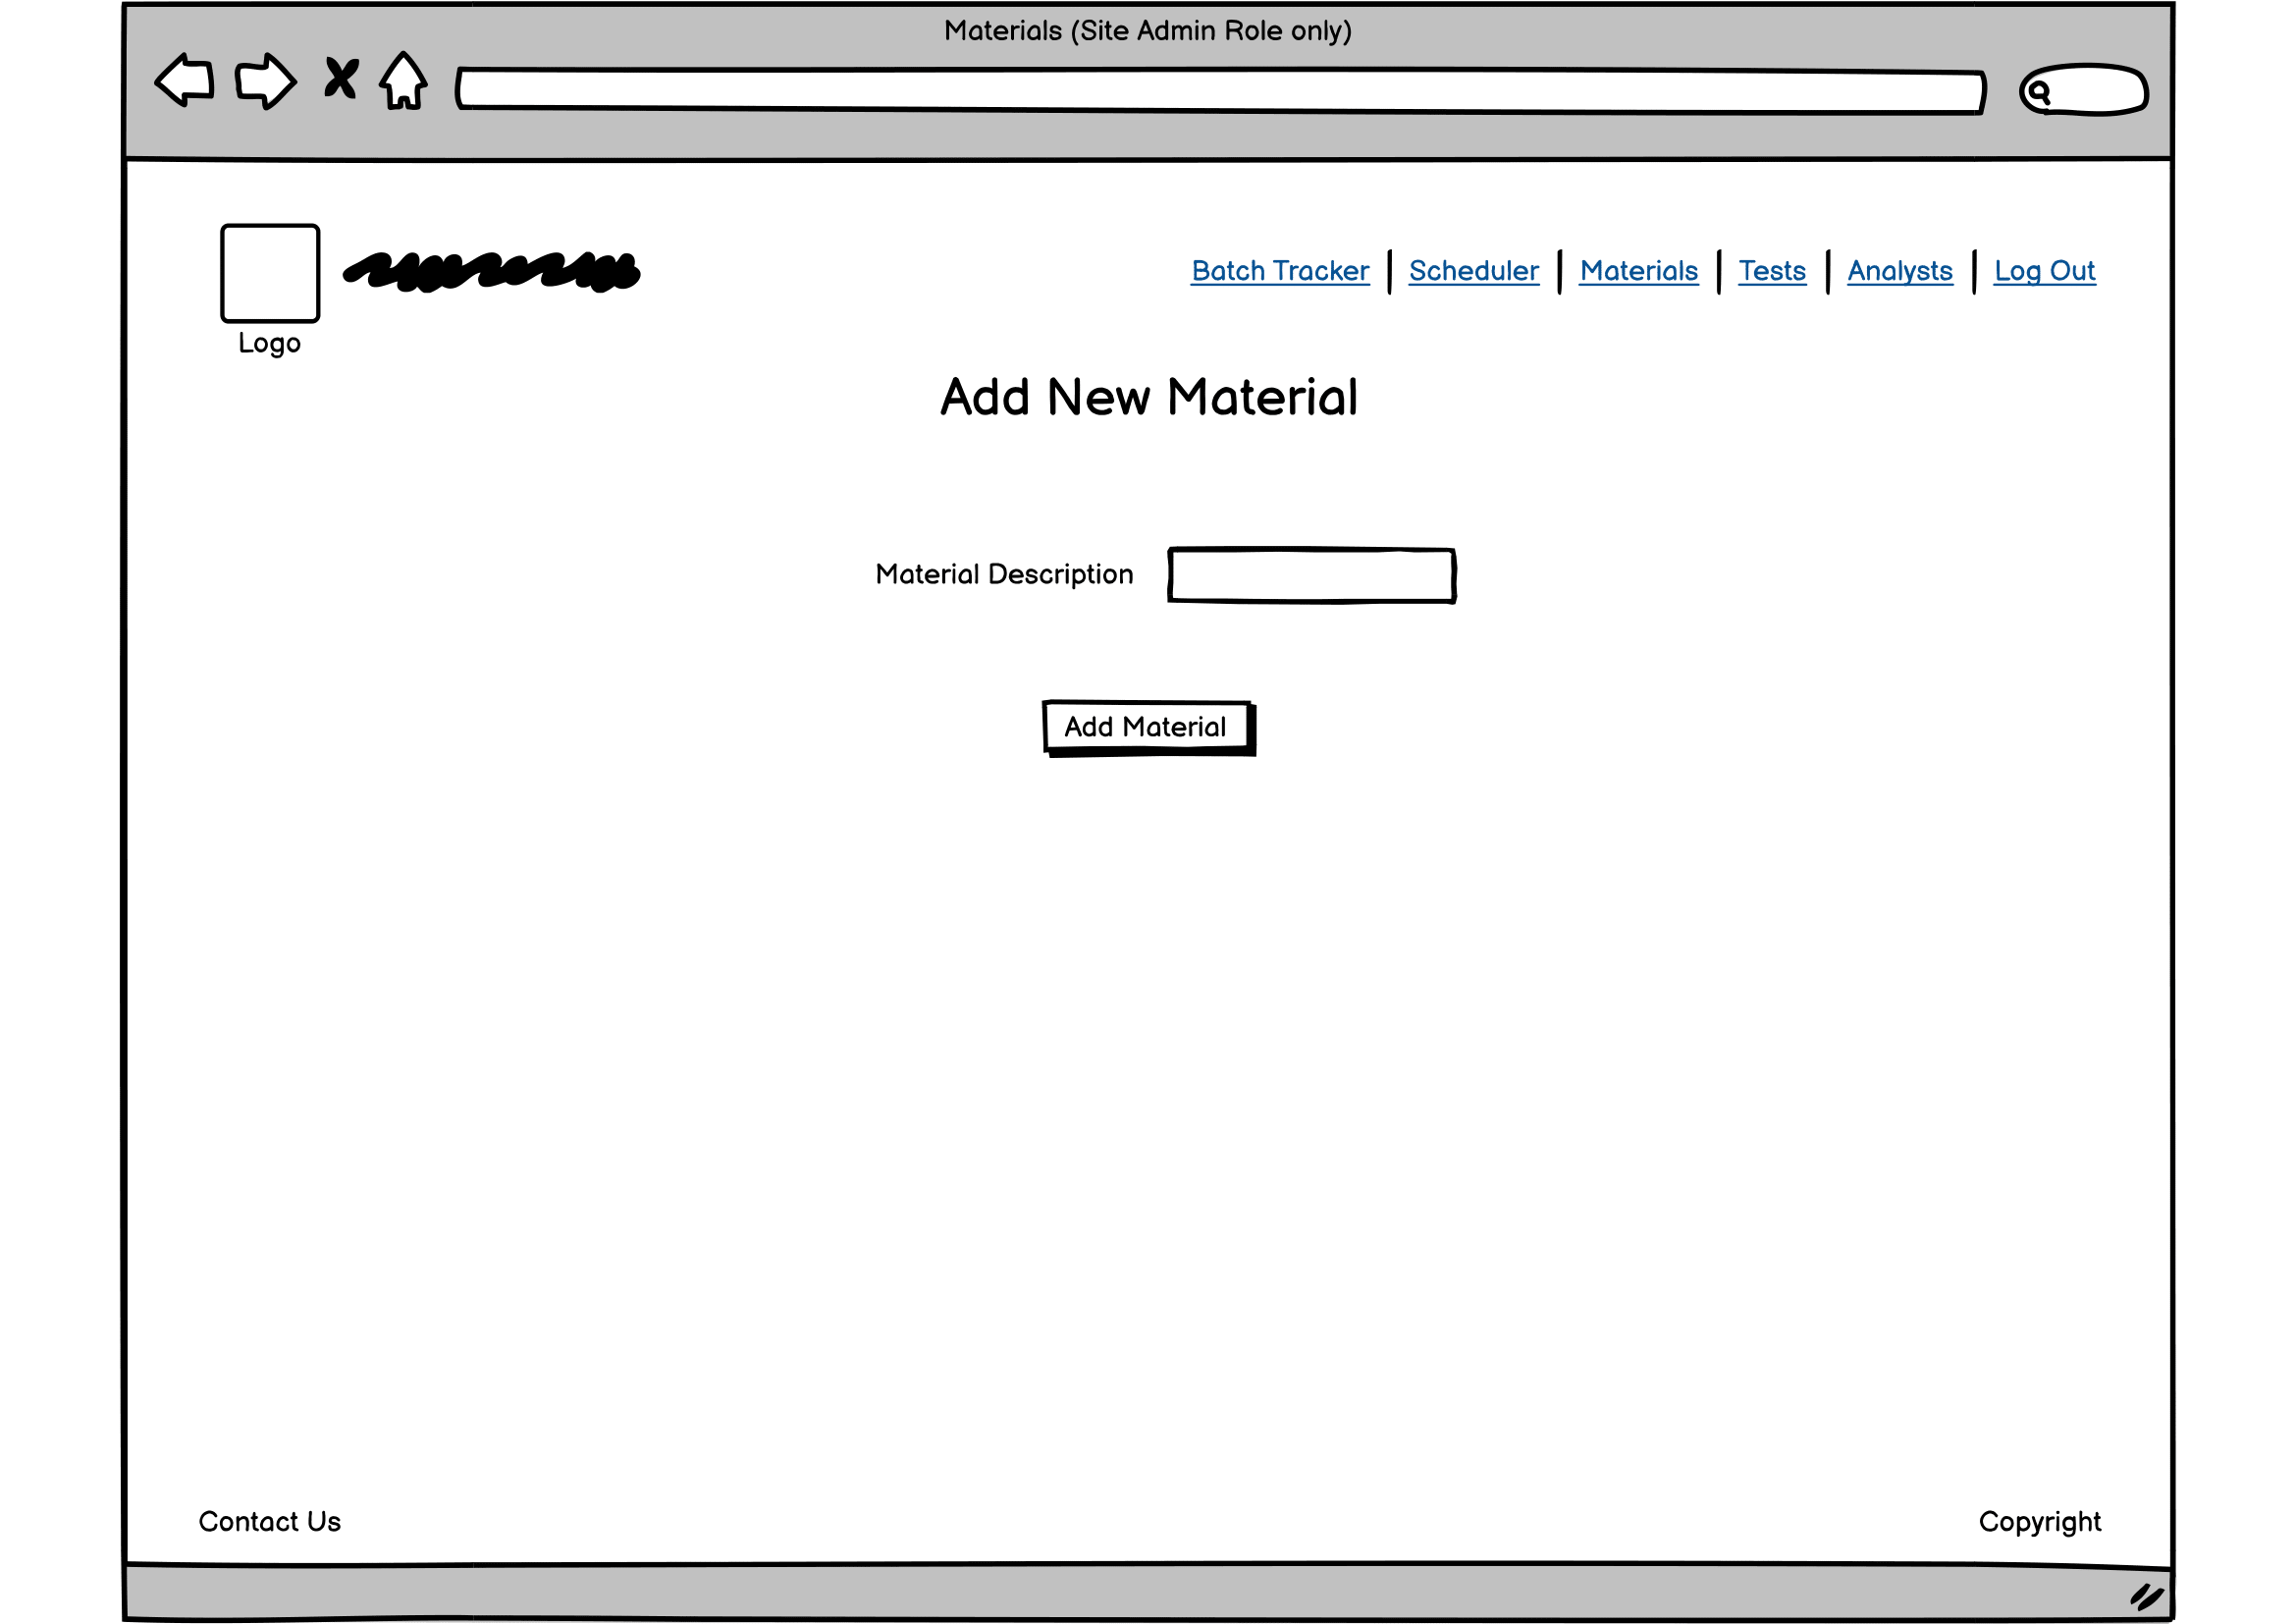 Materials (Site Admin Role only)
Batch Tracker | Scheduler | Materials | Tests | Analysts | Log Out
Logo
Add New Material
Material Description
Add Material
Contact Us
Copyright